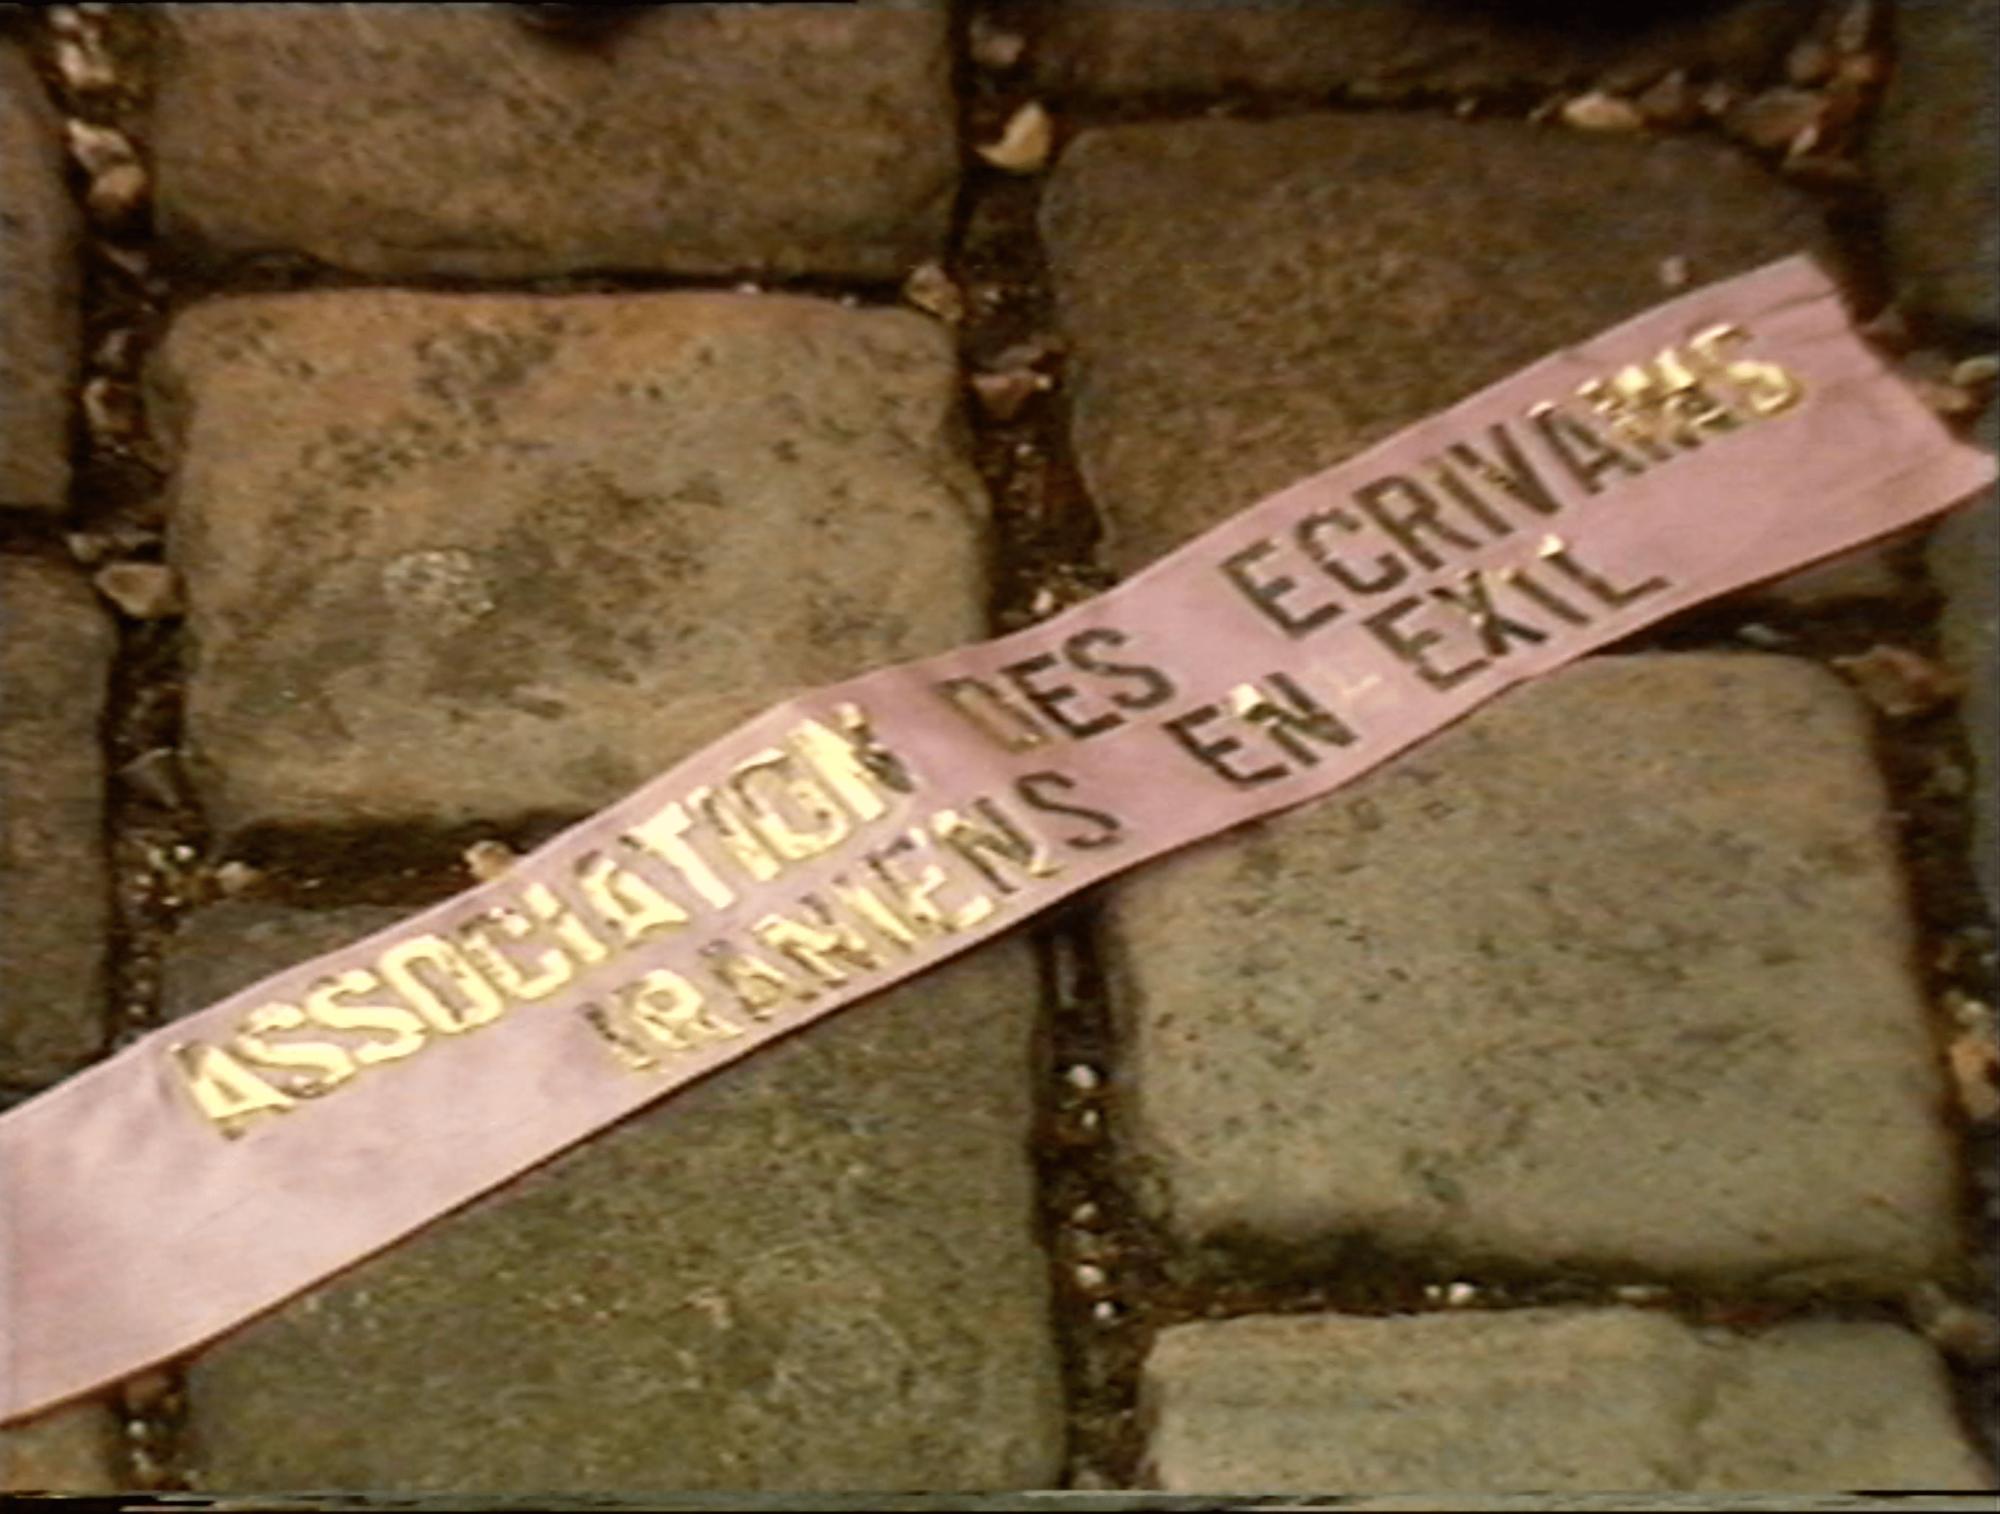 ASSOCIATION DES ECRIVAINS
IRANIENS EN EXIL